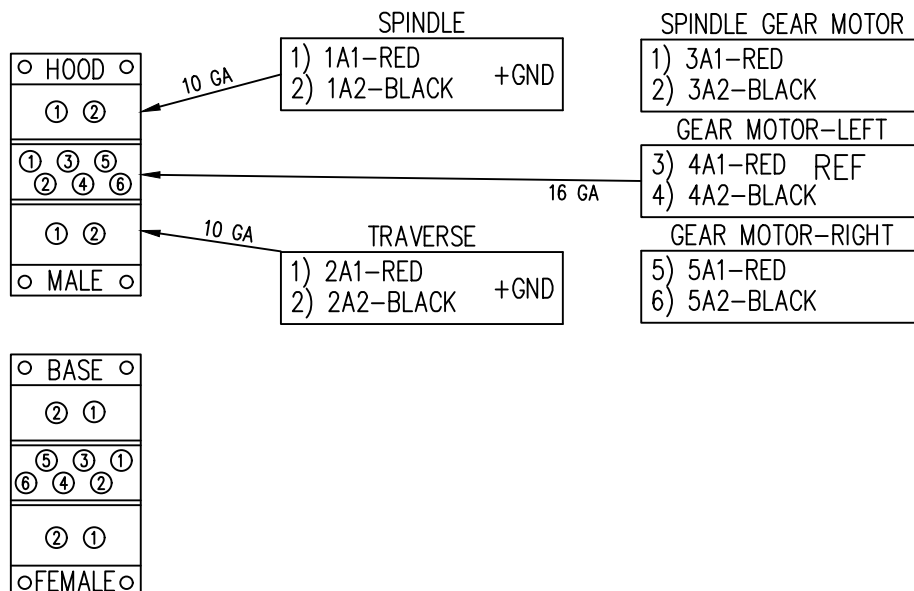 HOOD
1 2
1 3 5
2 4 6
1 2
MALE
10 GA
SPINDLE
1) 1A1-RED
2) 1A2-BLACK
+GND
16 GA
10 GA
TRAVERSE
1) 2A1-RED
2) 2A2-BLACK
+GND
SPINDLE GEAR MOTOR
1) 3A1-RED
2) 3A2-BLACK
GEAR MOTOR-LEFT
3) 4A1-RED REF
4) 4A2-BLACK
GEAR MOTOR-RIGHT
5) 5A1-RED
6) 5A2-BLACK
BASE
2 1
5 3 1
6 4 2
2 1
FEMALE